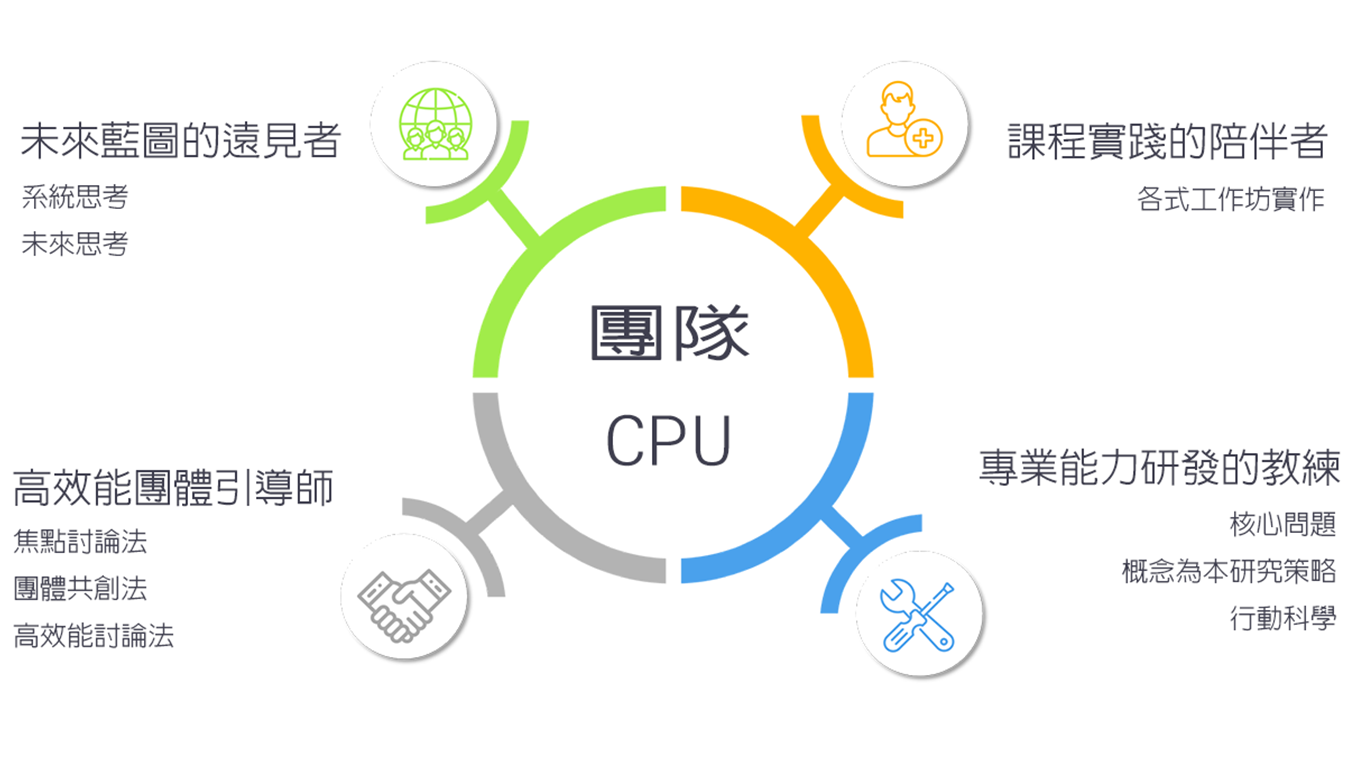 未來藍圖的遠見者
系統思考
未來思考
課程實踐的陪伴者
各式工作坊實作
團隊
CPU
高效能團體引導師
焦點討論法
團體共創法
高效能討論法
專業能力研發的教練
核心問題
概念為本研究策略
行動科學